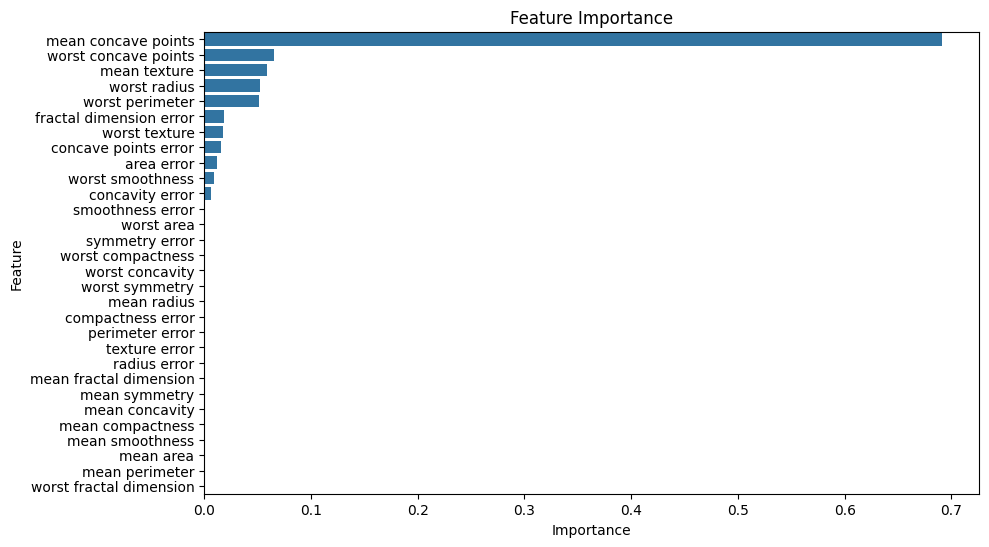 Feature Importance
mean concave points
worst concave points
mean texture
worst radius
worst perimeter
fractal dimension error
worst texture
concave points error
area error
worst smoothness
concavity error
smoothness error
worst area
symmetry error
worst compactness
worst concavity
worst symmetry
mean radius
compactness error
perimeter error
texture error
radius error
mean fractal dimension
mean symmetry
mean concavity
mean compactness
mean smoothness
mean area
mean perimeter
worst fractal dimension
Feature
0.0 0.1 0.2 0.3 0.4 0.5 0.6 0.7
Importance